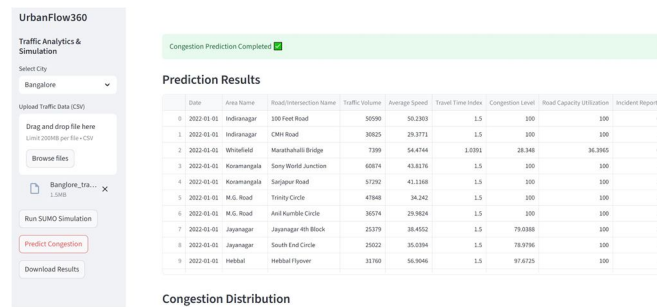 UrbanFlow360
Traffic Analytics &
Simulation
Select City
Bangalore
Upload Traffic Data (CSV)
Drag and drop file here
Limit 200MB per file • CSV
Browse files
Banglore_tra...
1.5MB
Run SUMO Simulation
Predict Congestion
Download Results
Congestion Prediction Completed ✅
Prediction Results
Date Area Name Road/Intersection Name Traffic Volume Average Speed Travel Time Index Congestion Level Road Capacity Utilization Incident Report
0 2022-01-01 Indiranagar 100 Feet Road 50590 50.2303 1.5 100 100
1 2022-01-01 Indiranagar CMH Road 30825 29.3771 1.5 100 100
2 2022-01-01 Whitefield Marathahalli Bridge 7399 54.4744 1.0391 28.348 36.3965
3 2022-01-01 Koramangala Sony World Junction 60874 43.8176 1.5 100 100
4 2022-01-01 Koramangala Sarjapur Road 57292 41.1168 1.5 100 100
5 2022-01-01 M.G. Road Trinity Circle 47848 34.242 1.5 100 100
6 2022-01-01 M.G. Road Anil Kumble Circle 36574 29.9824 1.5 100 100
7 2022-01-01 Jayanagar Jayanagar 4th Block 25379 38.4552 1.5 79.0388 100
8 2022-01-01 Jayanagar South End Circle 25022 35.0394 1.5 78.9796 100
9 2022-01-01 Hebbal Hebbal Flyover 31760 56.9046 1.5 97.6725 100
Congestion Distribution